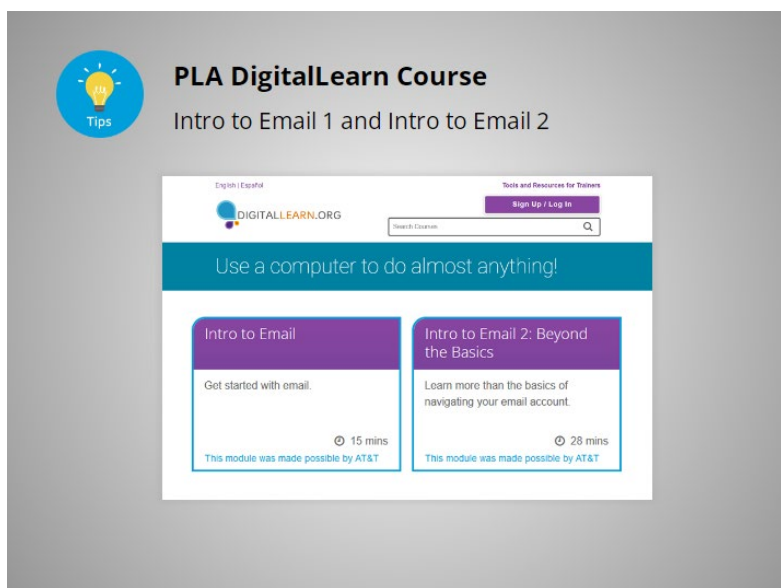 PLA DigitalLearn Course
Tips
Intro to Email 1 and Intro to Email 2
English | Español
Tools and Resources for Trainers
DIGITALLEARN.ORG
Sign Up / Log In
Search Courses
Use a computer to do almost anything!
Intro to Email
Get started with email.
15 mins
This module was made possible by AT&T
Intro to Email 2: Beyond
the Basics
Learn more than the basics of
navigating your email account.
28 mins
This module was made possible by AT&T